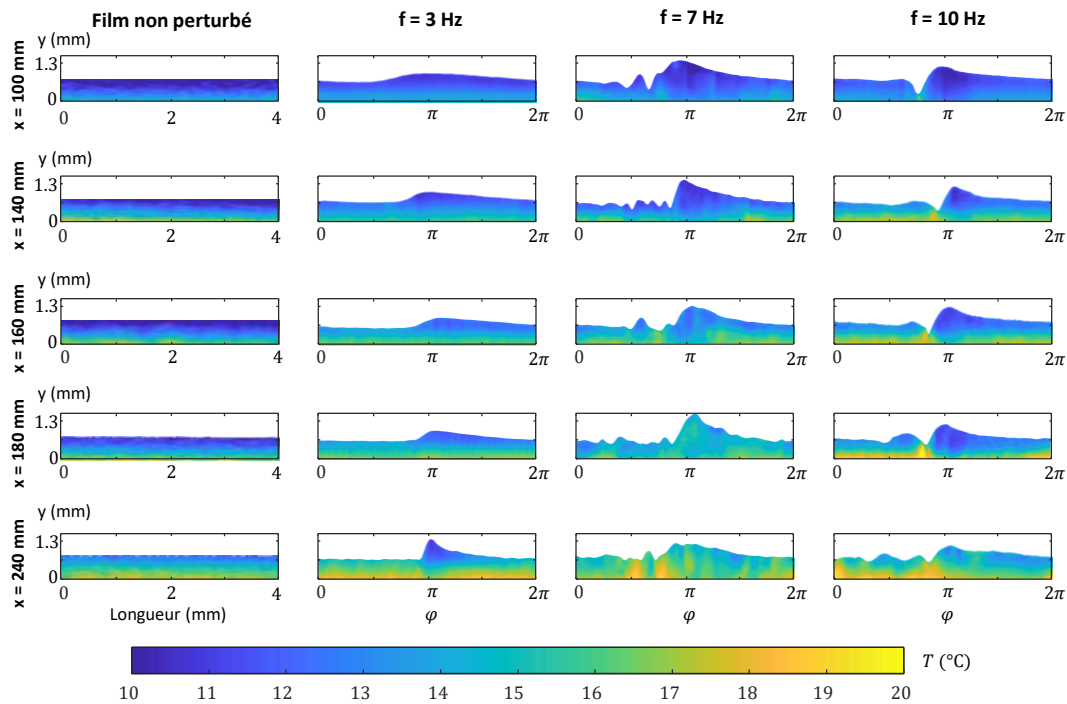 Film non perturbé
f = 3 Hz
f = 7 Hz
f = 10 Hz
x = 100 mm
y (mm)
1.3
0
0 2 4
0 π 2π
0 π 2π
0 π 2π
x = 140 mm
y (mm)
1.3
0
0 2 4
0 π 2π
0 π 2π
0 π 2π
x = 160 mm
y (mm)
1.3
0
0 2 4
0 π 2π
0 π 2π
0 π 2π
x = 180 mm
y (mm)
1.3
0
0 2 4
0 π 2π
0 π 2π
0 π 2π
x = 240 mm
y (mm)
1.3
0
0 2 4
0 π 2π
0 π 2π
0 π 2π
Longueur (mm)
φ
φ
φ
T (°C)
10 11 12 13 14 15 16 17 18 19 20